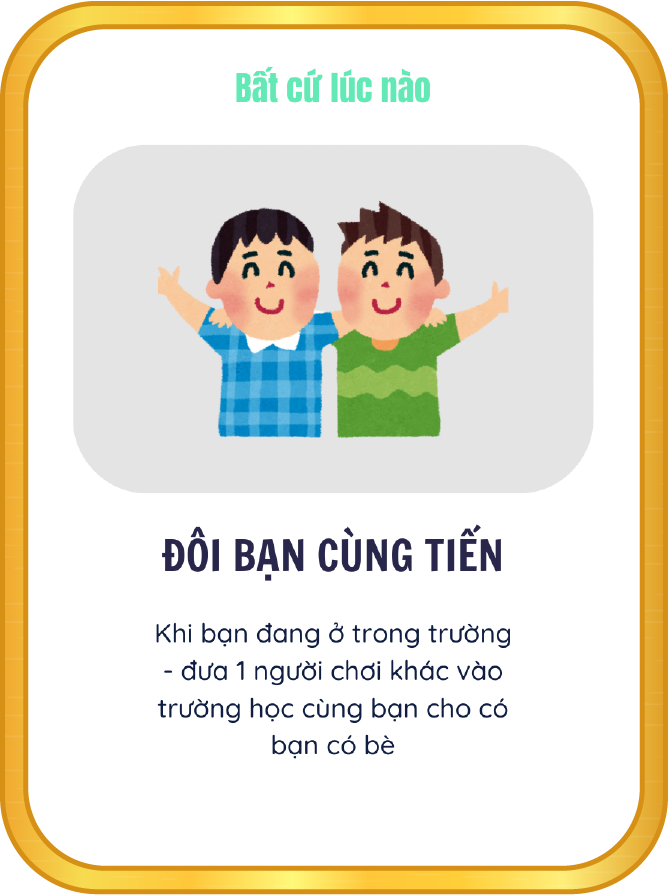 Bất cứ lúc nào
ĐÔI BẠN CÙNG TIẾN
Khi bạn đang ở trong trường
- đưa 1 người chơi khác vào
trường học cùng bạn cho có
bạn có bè